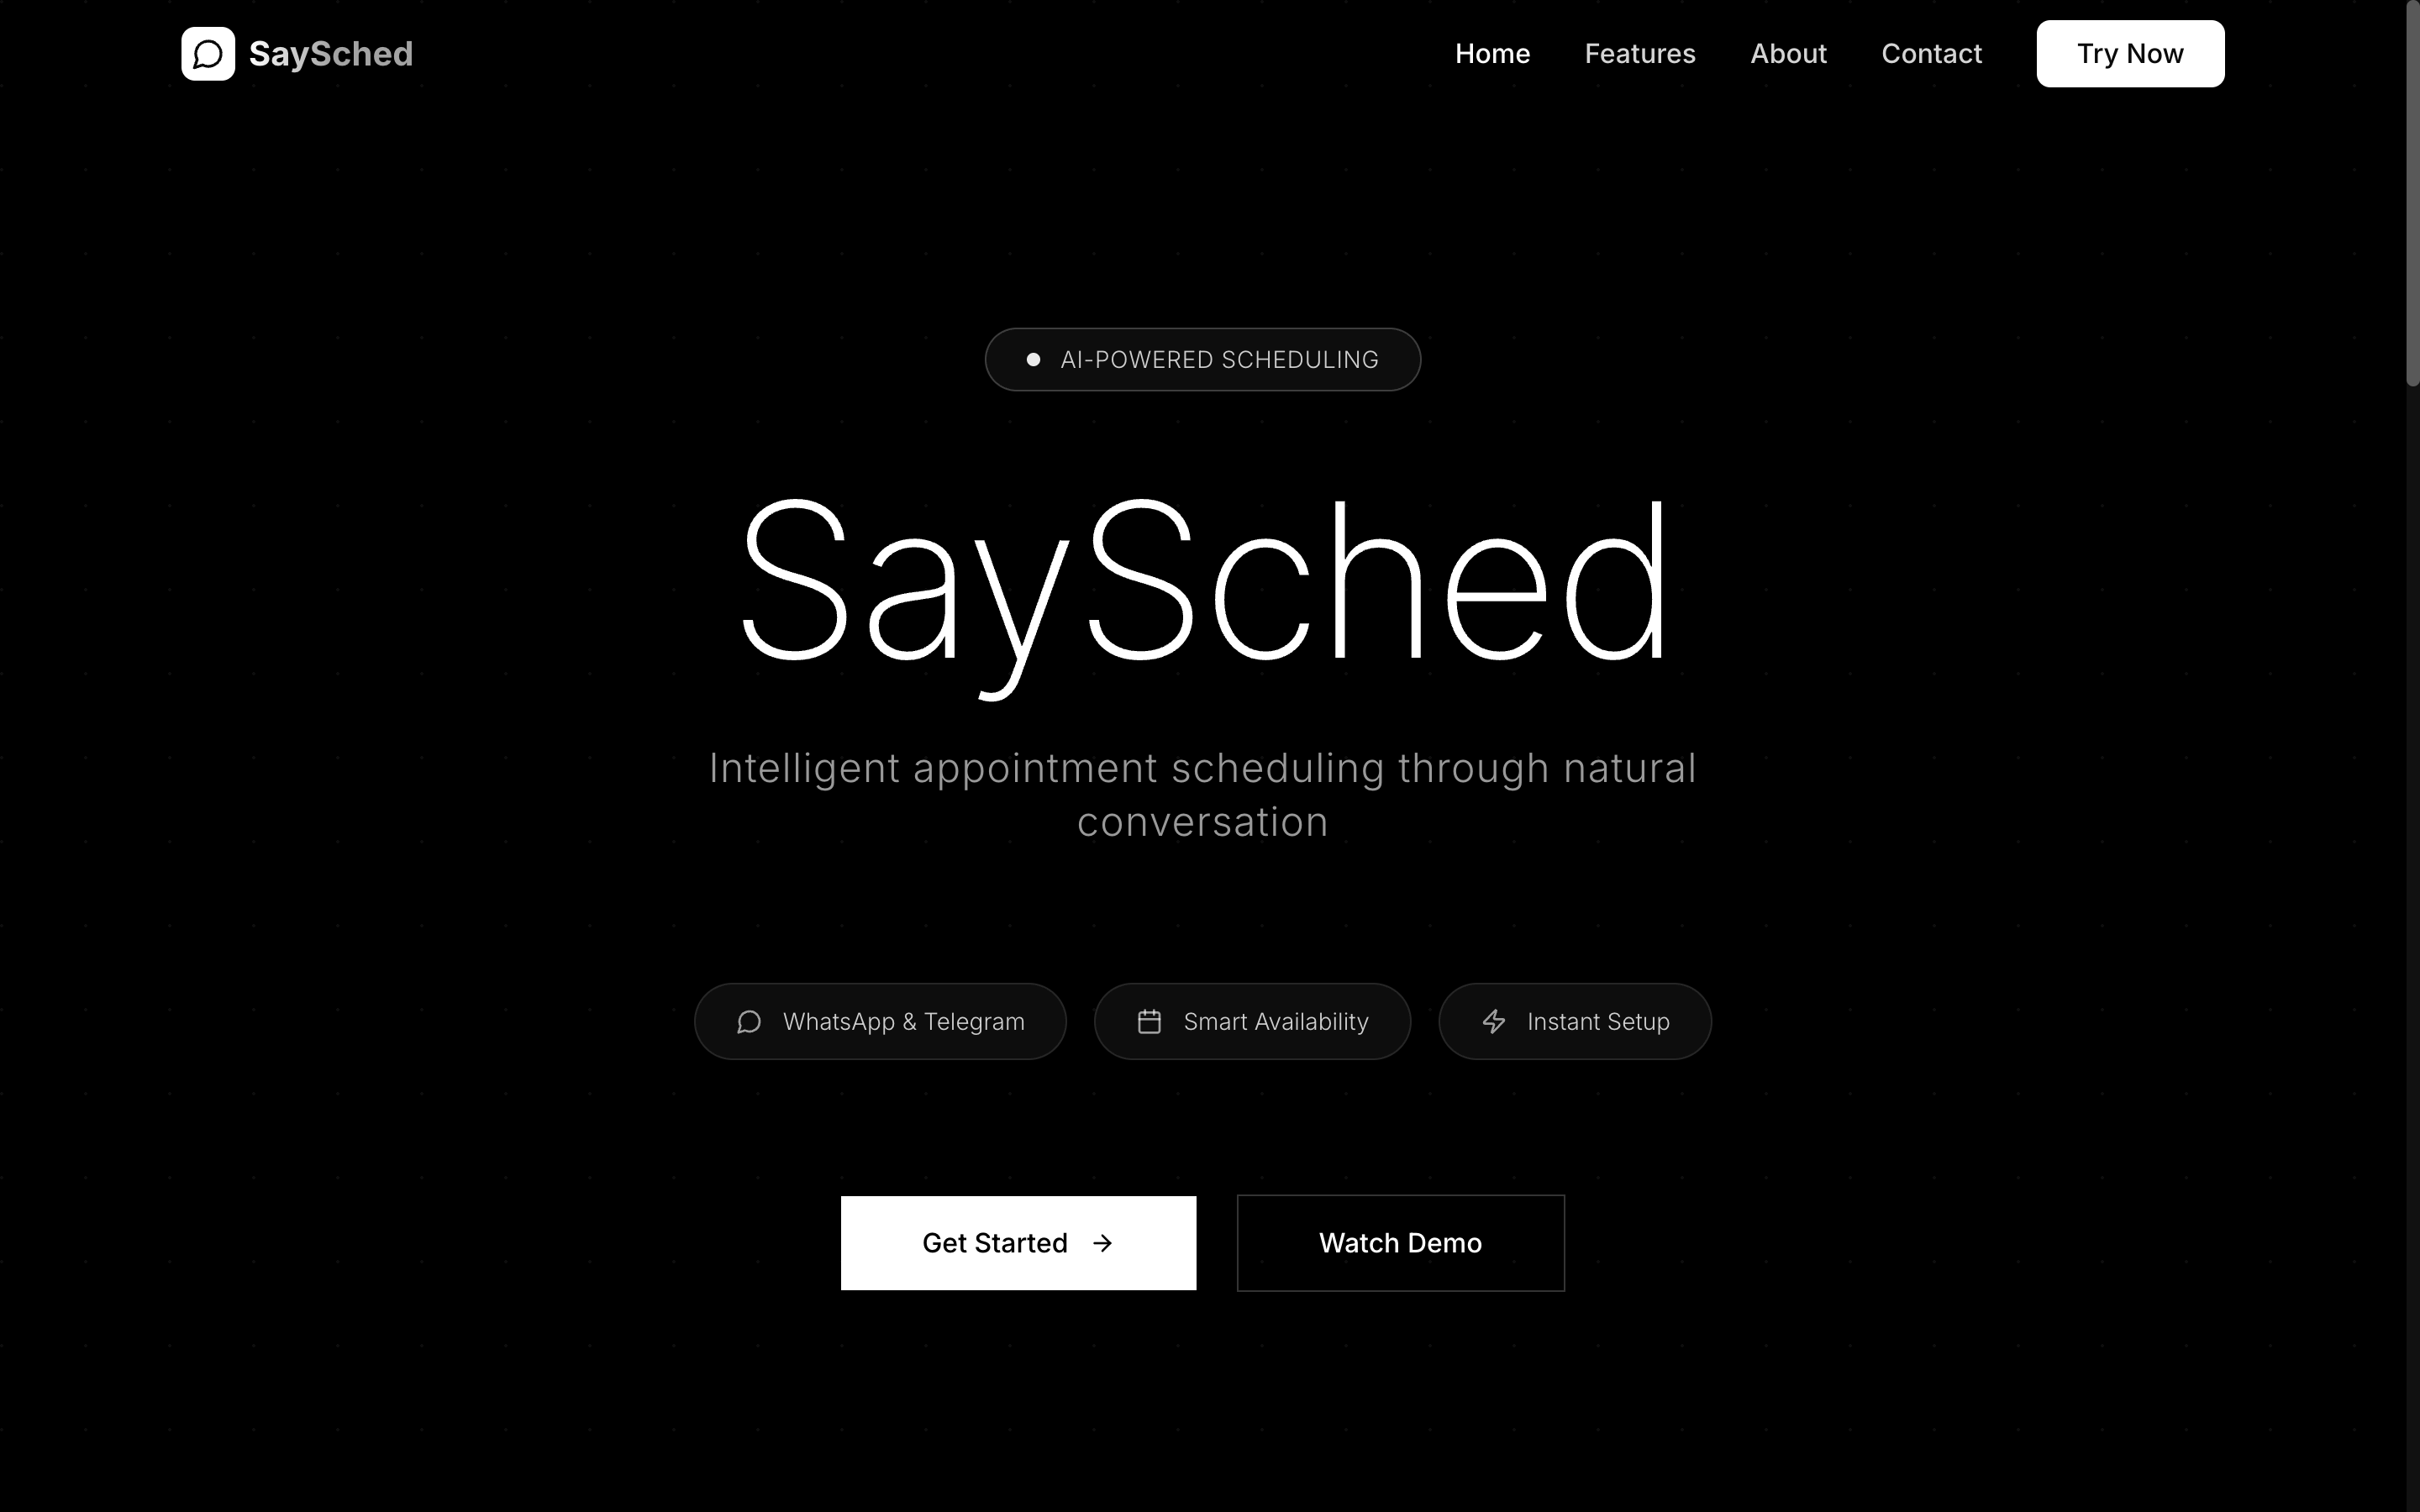 SaySched
Home
Features
About
Contact
Try Now
AI-POWERED SCHEDULING
SaySched
Intelligent appointment scheduling through natural
conversation
WhatsApp & Telegram
Smart Availability
Instant Setup
Get Started
Watch Demo